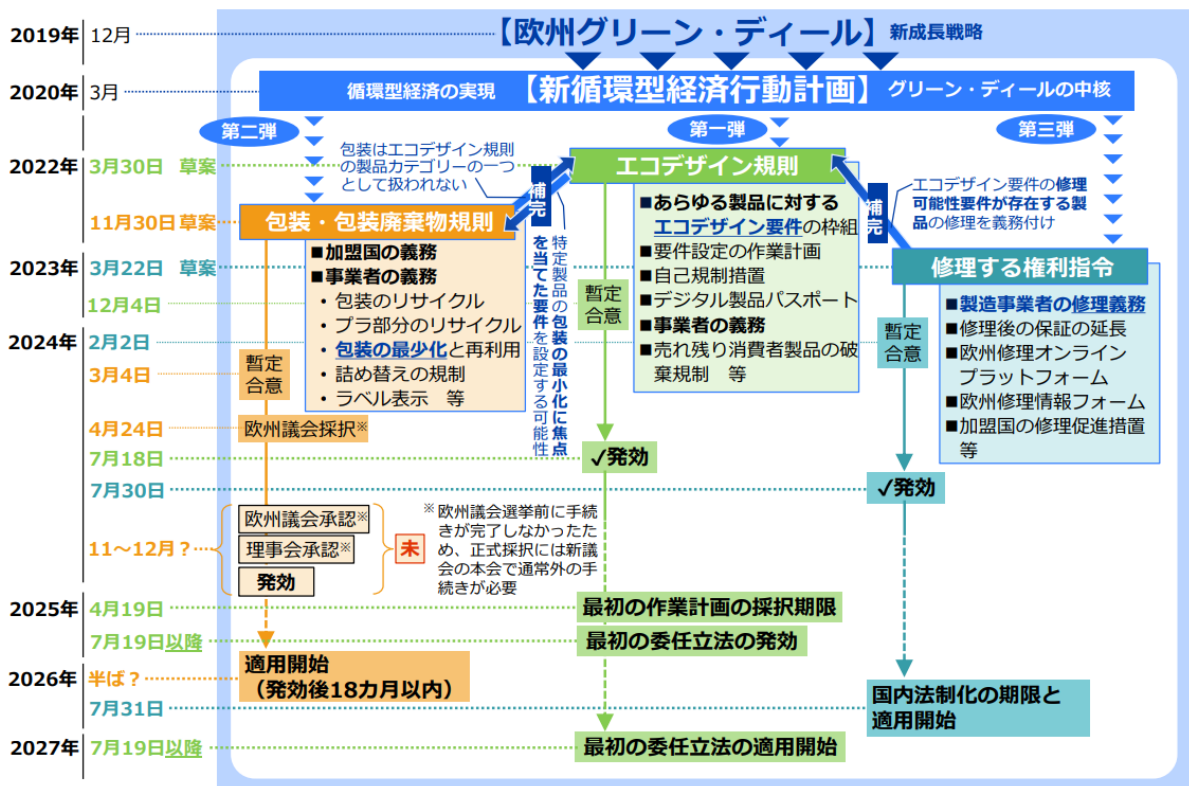 2019年 12月
【欧州グリーン・ディール】 新成長戦略
2020年 3月
循環型経済の実現 【新循環型経済行動計画】 グリーン・ディールの中核
第二弾
第一弾
第三弾
2022年 3月30日 草案
包装はエコデザイン規則
の製品カテゴリーの一つ
として扱われない
補完
エコデザイン規則
補完
エコデザイン要件の修理
可能性要件が存在する製
品の修理を義務付け
11月30日 草案
包装・包装廃棄物規則
■加盟国の義務
■事業者の義務
・包装のリサイクル
・プラ部分のリサイクル
・包装の最少化と再利用
・詰め替えの規制
・ラベル表示 等
特定製品の包装の最小化に焦点
を当てた要件を設定する可能性
■あらゆる製品に対する
エコデザイン要件の枠組
■要件設定の作業計画
■自己規制措置
■デジタル製品パスポート
■事業者の義務
■売れ残り消費者製品の破
棄規制 等
2023年 3月22日 草案
修理する権利指令
■製造事業者の修理義務
■修理後の保証の延長
■欧州修理オンライン
プラットフォーム
■欧州修理情報フォーム
■加盟国の修理促進措置
等
12月4日
暫定
合意
2024年 2月2日
暫定
合意
3月4日
暫定
合意
4月24日
欧州議会採択※
7月18日
✓発効
7月30日
✓発効
11～12月？
欧州議会承認※
理事会承認※
発効
未
※欧州議会選挙前に手続
きが完了しなかったた
め、正式採択には新議
会の本会で通常外の手
続きが必要
2025年 4月19日
最初の作業計画の採択期限
7月19日以降
最初の委任立法の発効
2026年 半ば？
適用開始
（発効後18カ月以内）
7月31日
国内法制化の期限と
適用開始
2027年 7月19日以降
最初の委任立法の適用開始